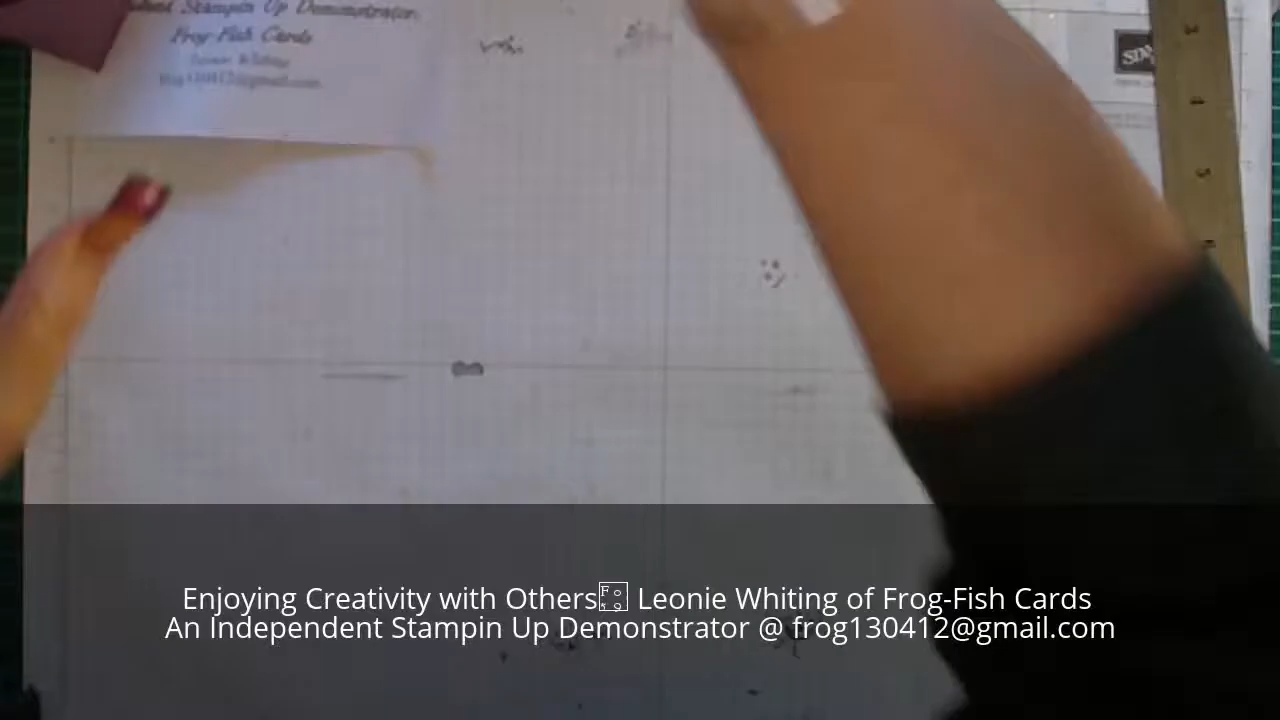 Stampin Up Demonstrator
Frog-Fish Cards
Enjoying Creativity with Others Leonie Whiting of Frog-Fish Cards
An Independent Stampin Up Demonstrator @ frog130412@gmail.com